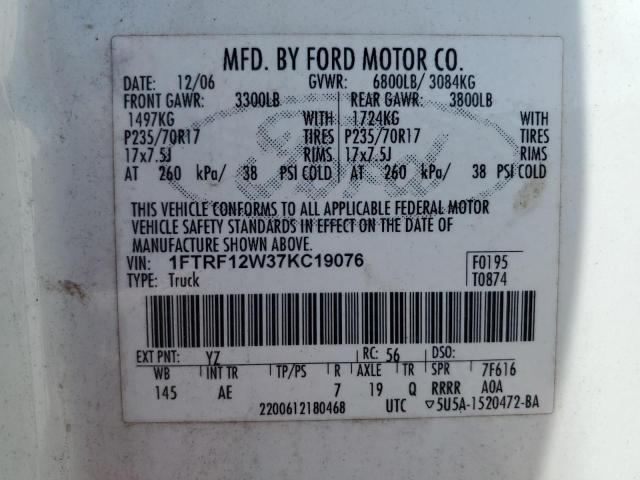 MFD. BY FORD MOTOR CO.
DATE: 12/06 GVWR: 6800LB/ 3084KG
FRONT GAWR: 3300LB REAR GAWR: 3800LB
1497KG WITH 1724KG WITH
P235/70R17 TIRES P235/70R17 TIRES
17x7.5J RIMS 17x7.5J RIMS
AT 260 kPa/ 38 PSI COLD AT 260 kPa/ 38 PSI COLD
Ford
THIS VEHICLE CONFORMS TO ALL APPLICABLE FEDERAL MOTOR
VEHICLE SAFETY STANDARDS IN EFFECT ON THE DATE OF
MANUFACTURE SHOWN ABOVE.
VIN: 1FTRF12W37KC19076 F0195
TYPE: Truck T0874
EXT PNT: YZ RC: 56 DSO:
WB INT TR TP/PS R AXLE TR SPR 7F616
145 AE 7 19 Q RRRR A0A
2200612180468 UTC ▽5U5A-1520472-BA